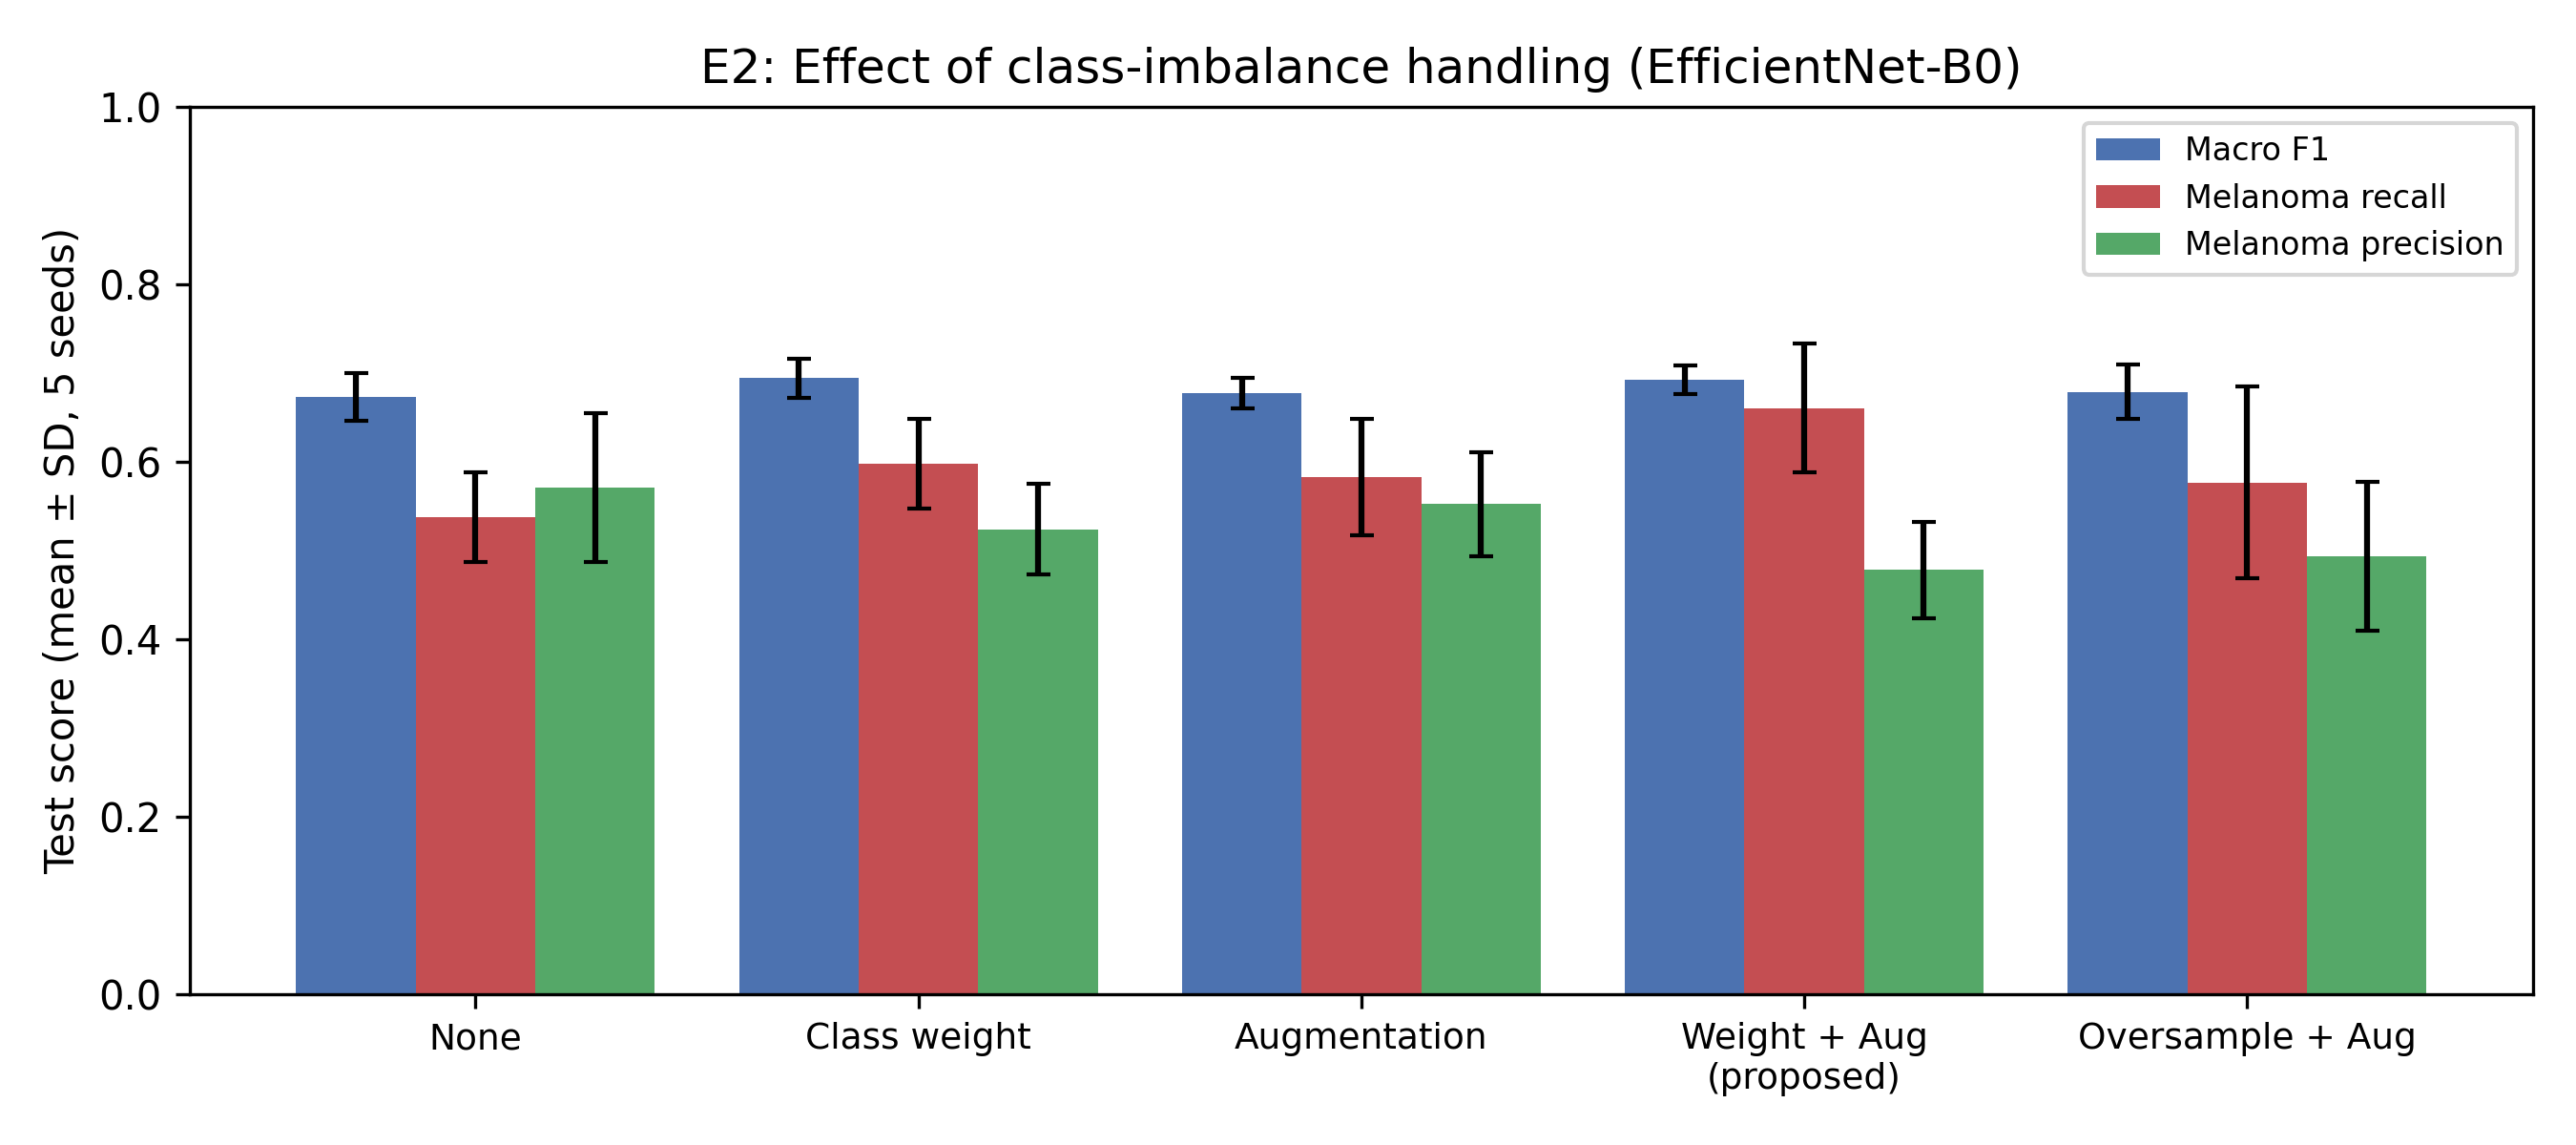 E2: Effect of class-imbalance handling (EfficientNet-B0)
Test score (mean ± SD, 5 seeds)
1.0
0.8
0.6
0.4
0.2
0.0
Macro F1
Melanoma recall
Melanoma precision
None
Class weight
Augmentation
Weight + Aug
(proposed)
Oversample + Aug